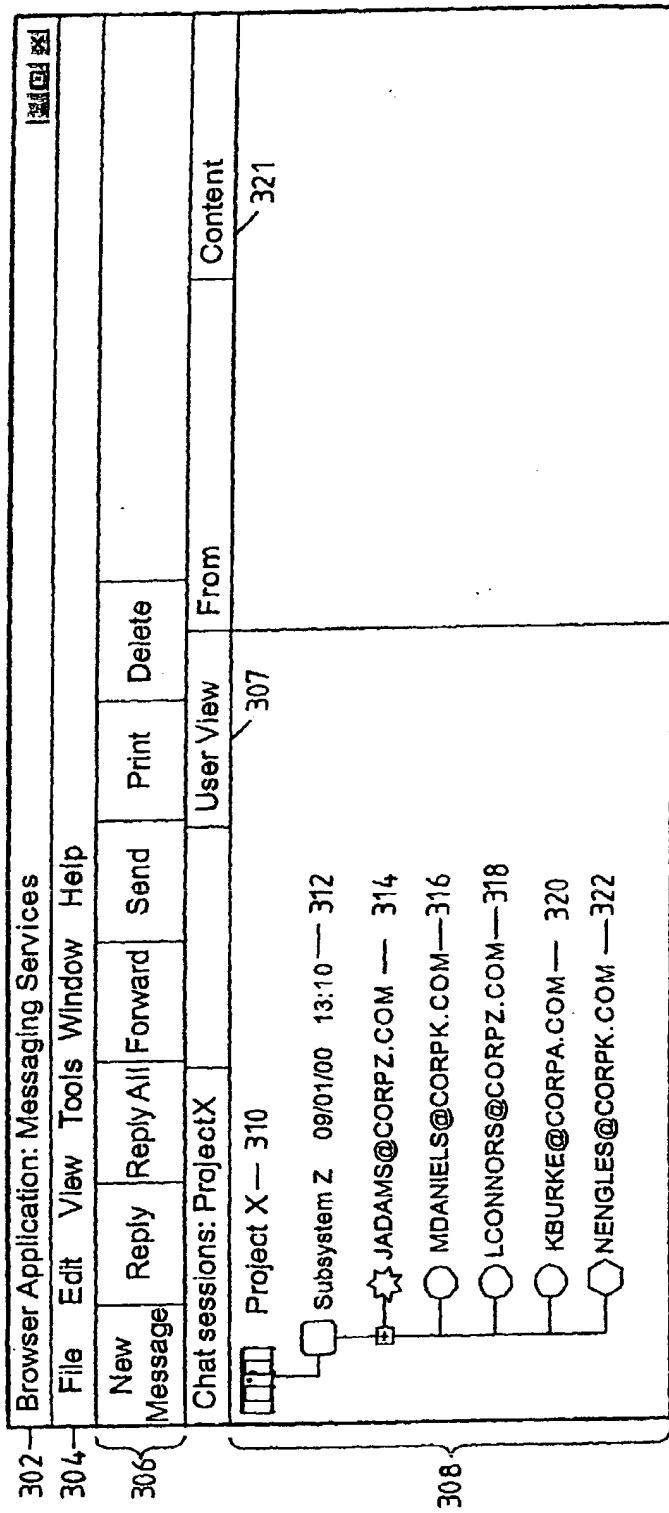 302 Browser Application: Messaging Services
304 File Edit View Tools Window Help
306 New Message Reply Reply All Forward Send Print Delete
Chat sessions: ProjectX User View From Content
307 321
Project X — 310
Subsystem Z 09/01/00 13:10 — 312
+ JADAMS@CORPZ.COM — 314
MDANIELS@CORPK.COM — 316
LCONNORS@CORPZ.COM — 318
KBURKE@CORPA.COM — 320
NENGLES@CORPK.COM — 322
308